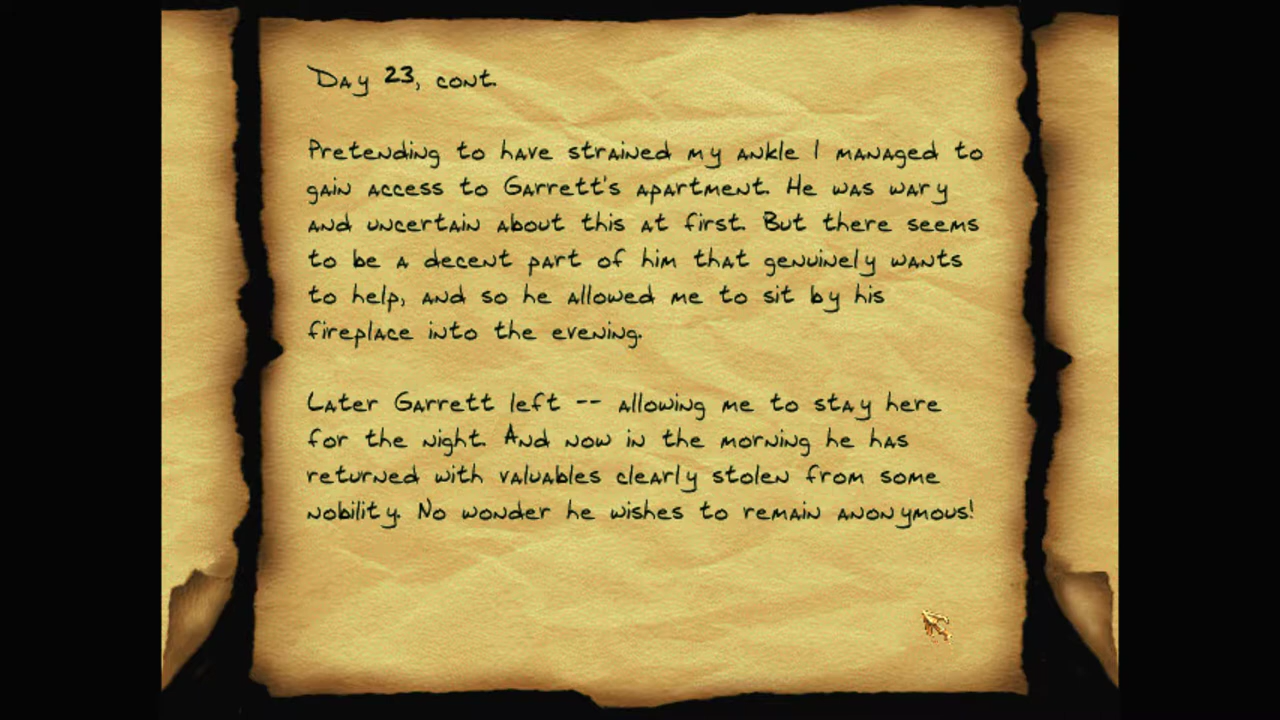 Day 23, cont.
Pretending to have strained my ankle I managed to
gain access to Garrett's apartment. He was wary
and uncertain about this at first. But there seems
to be a decent part of him that genuinely wants
to help, and so he allowed me to sit by his
fireplace into the evening.
Later Garrett left -- allowing me to stay here
for the night. And now in the morning he has
returned with valuables clearly stolen from some
nobility. No wonder he wishes to remain anonymous!